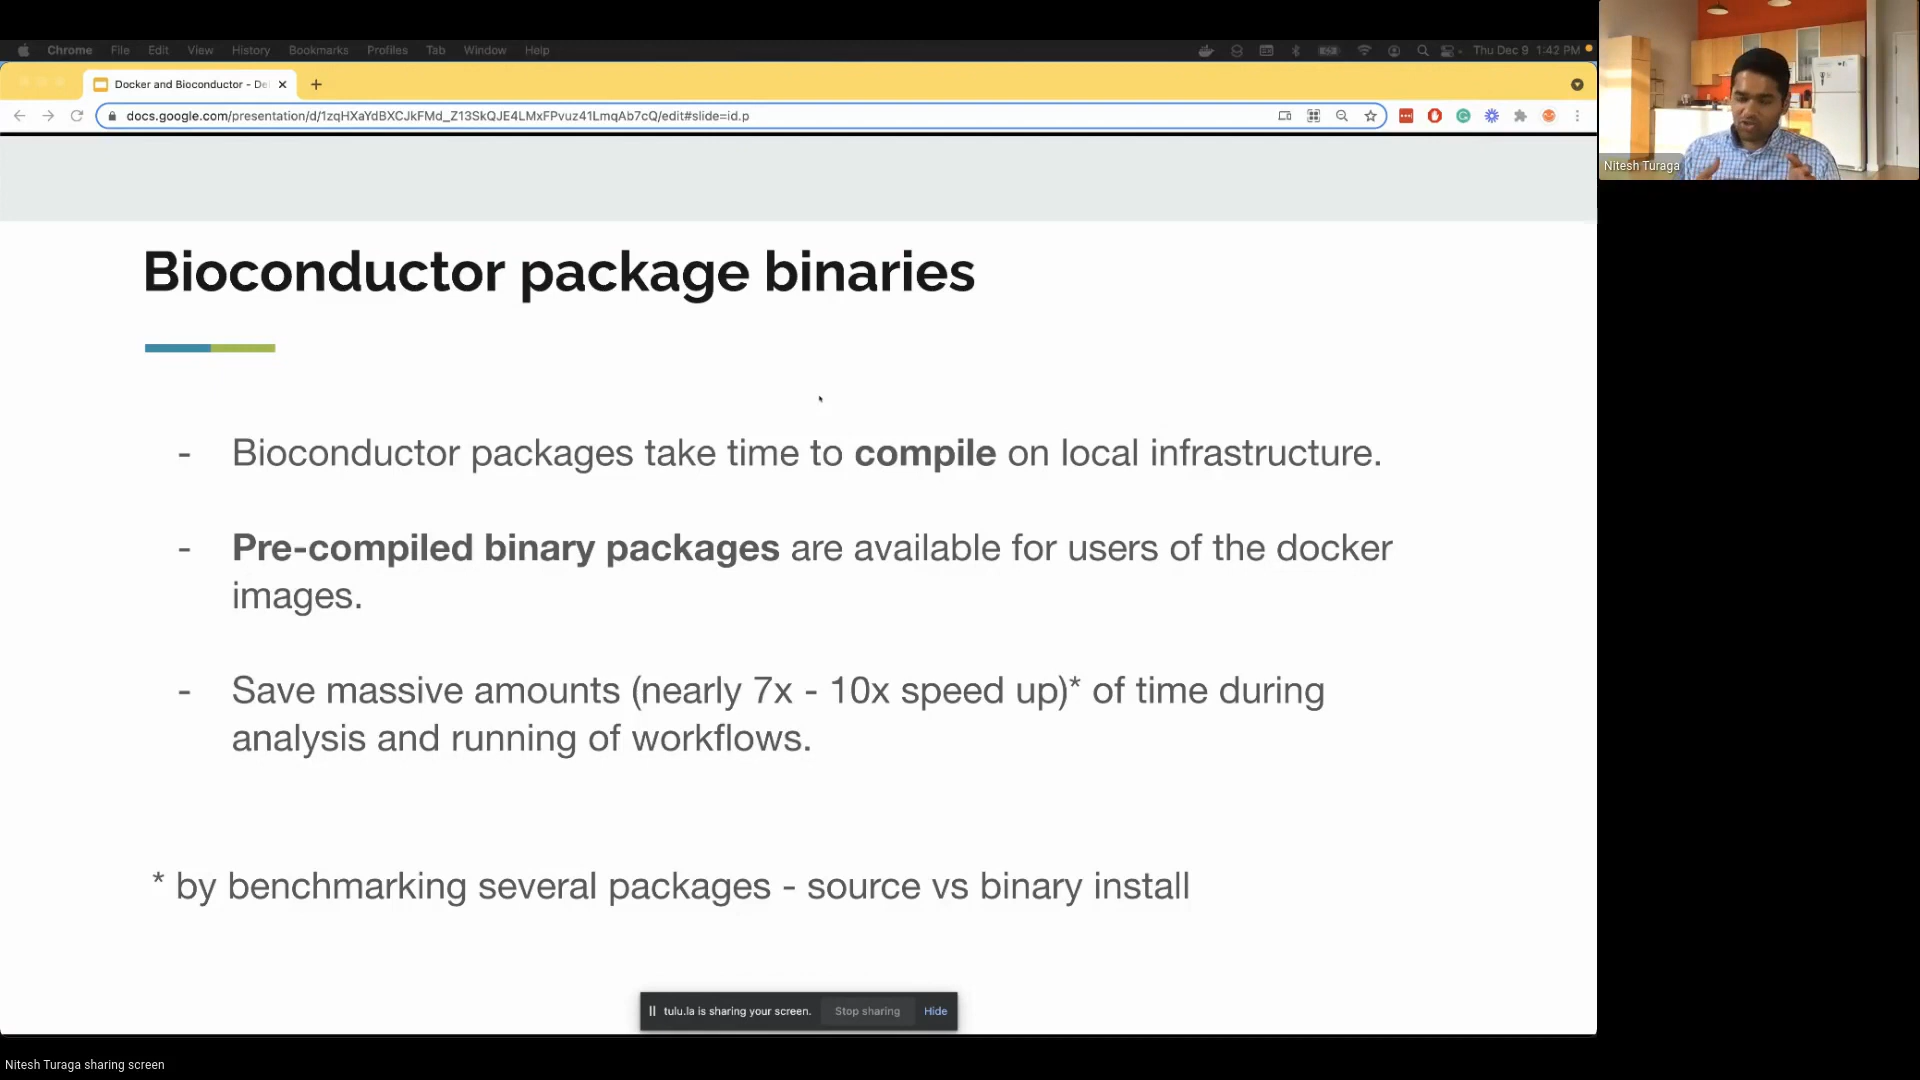 Chrome File Edit View History Bookmarks Profiles Tab Window Help
Thu Dec 9 1:42 PM
Docker and Bioconductor - De
docs.google.com/presentation/d/1zqHXaYdBXCJkFMd_Z13SkQJE4LMxFPvuz41LmqAb7cQ/edit#slide=id.p
Nitesh Turaga
Bioconductor package binaries
- Bioconductor packages take time to compile on local infrastructure.
- Pre-compiled binary packages are available for users of the docker
images.
- Save massive amounts (nearly 7x - 10x speed up)* of time during
analysis and running of workflows.
* by benchmarking several packages - source vs binary install
tulu.la is sharing your screen. Stop sharing Hide
Nitesh Turaga sharing screen